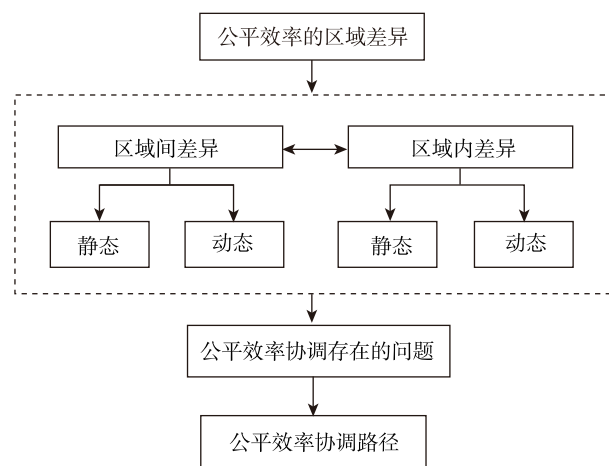 公平效率的区域差异
区域间差异
区域内差异
静态
动态
静态
动态
公平效率协调存在的问题
公平效率协调路径